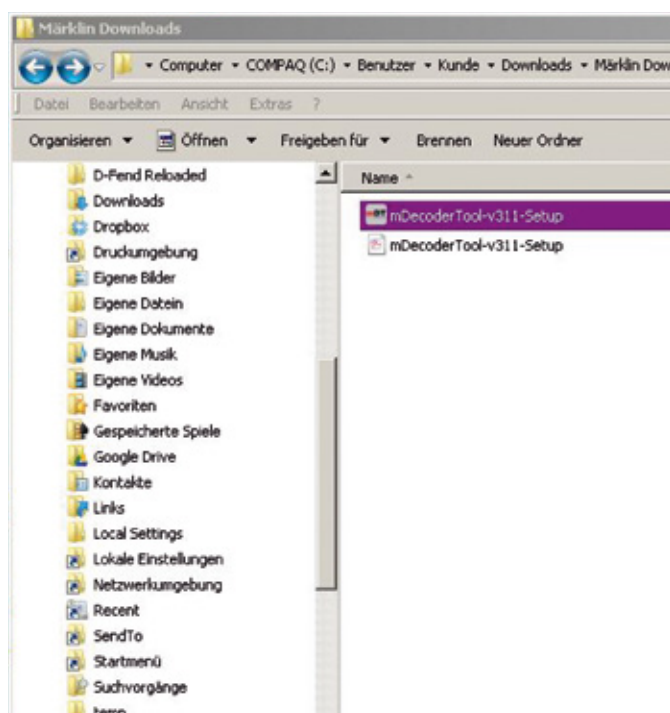 Märklin Downloads
Computer COMPAQ (C:) Benutzer Kunde Downloads Märklin Dow
Datei Bearbeiten Ansicht Extras ?
Organisieren Öffnen Freigeben für Brennen Neuer Ordner
Name
D-Fend Reloaded
Downloads
Dropbox
Druckumgebung
Eigene Bilder
Eigene Datein
Eigene Dokumente
Eigene Musik
Eigene Videos
Favoriten
Gespeicherte Spiele
Google Drive
Kontakte
Links
Local Settings
Lokale Einstellungen
Netzwerkumgebung
Recent
SendTo
Startmenü
Suchvorgänge
temp
mDecoderTool-v311-Setup
mDecoderTool-v311-Setup